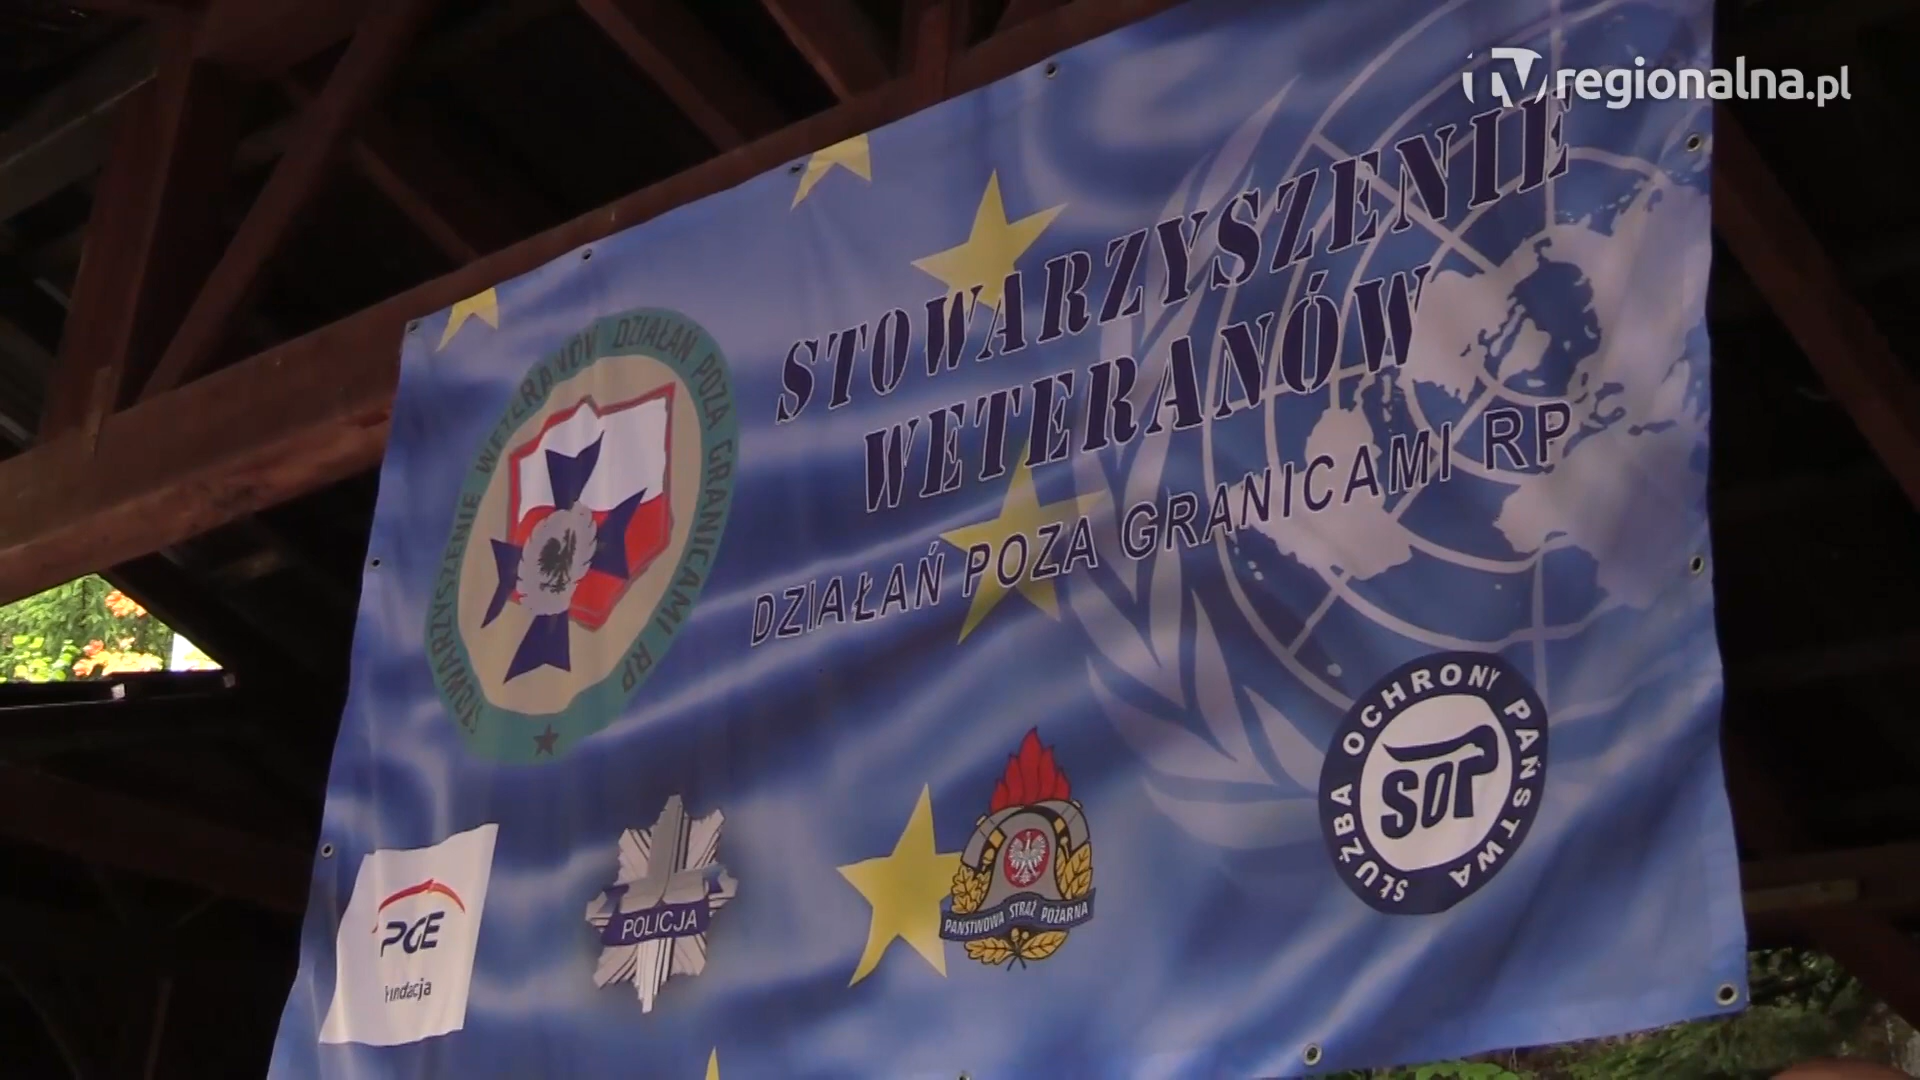 tv regionalna.pl
STOWARZYSZENIE
WETERANÓW
DZIAŁAŃ POZA GRANICAMI RP
STOWARZYSZENIE WETERANÓW DZIAŁAŃ POZA GRANICAMI RP
PGE
Fundacja
POLICJA
PAŃSTWOWA STRAŻ POŻARNA
SŁUŻBA OCHRONY PAŃSTWA
SOP